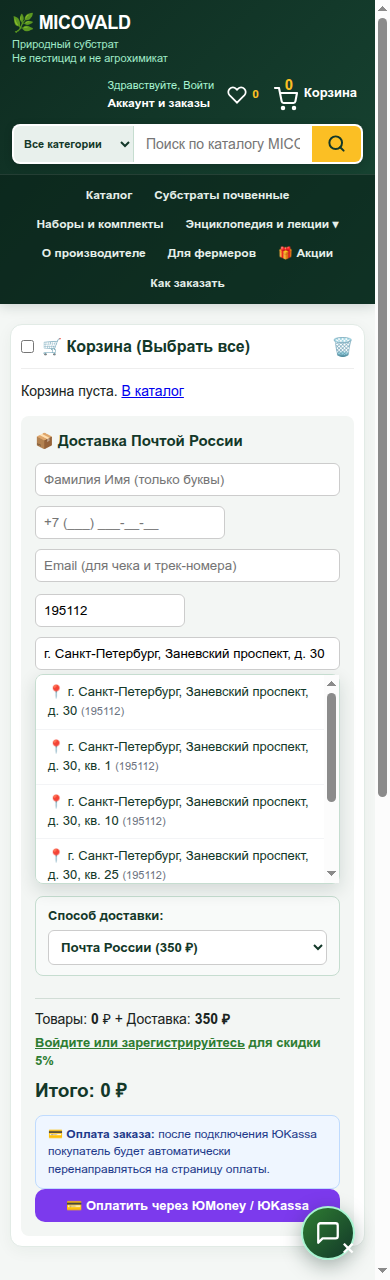 🌿 MICOVALD
Природный субстрат
Не пестицид и не агрохимикат
Здравствуйте, Войти
Аккаунт и заказы
0
0
Корзина
Все категории
Поиск по каталогу MICO
Каталог
Субстраты почвенные
Наборы и комплекты
Энциклопедия и лекции ▾
О производителе
Для фермеров
🎁 Акции
Как заказать
🛒 Корзина (Выбрать все)
Корзина пуста. В каталог
📦 Доставка Почтой России
Фамилия Имя (только буквы)
+7 (___) ___-__-__
Email (для чека и трек-номера)
195112
г. Санкт-Петербург, Заневский проспект, д. 30
📍 г. Санкт-Петербург, Заневский проспект,
д. 30 (195112)
📍 г. Санкт-Петербург, Заневский проспект,
д. 30, кв. 1 (195112)
📍 г. Санкт-Петербург, Заневский проспект,
д. 30, кв. 10 (195112)
📍 г. Санкт-Петербург, Заневский проспект,
д. 30, кв. 25 (195112)
Способ доставки:
Почта России (350 ₽)
Товары: 0 ₽ + Доставка: 350 ₽
Войдите или зарегистрируйтесь для скидки
5%
Итого: 0 ₽
💳 Оплата заказа: после подключения ЮKassa
покупатель будет автоматически
перенаправляться на страницу оплаты.
💳 Оплатить через ЮMoney / ЮKassa